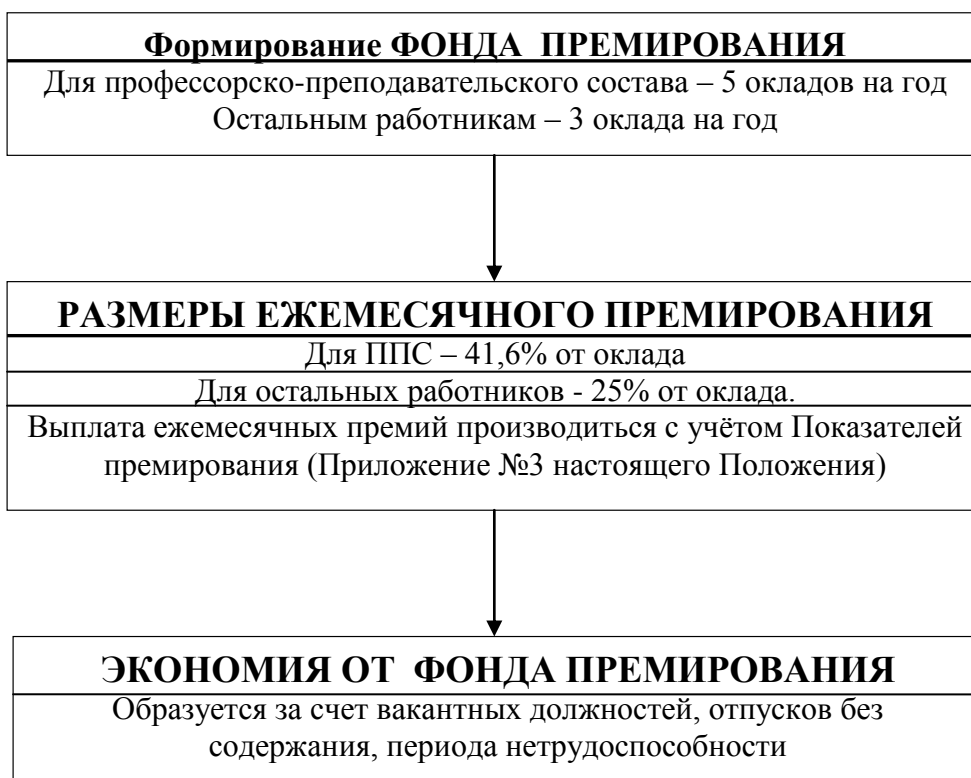 Формирование ФОНДА ПРЕМИРОВАНИЯ
Для профессорско-преподавательского состава – 5 окладов на год
Остальным работникам – 3 оклада на год
РАЗМЕРЫ ЕЖЕМЕСЯЧНОГО ПРЕМИРОВАНИЯ
Для ППС – 41,6% от оклада
Для остальных работников - 25% от оклада.
Выплата ежемесячных премий производиться с учётом Показателей
премирования (Приложение №3 настоящего Положения)
ЭКОНОМИЯ ОТ ФОНДА ПРЕМИРОВАНИЯ
Образуется за счет вакантных должностей, отпусков без
содержания, периода нетрудоспособности